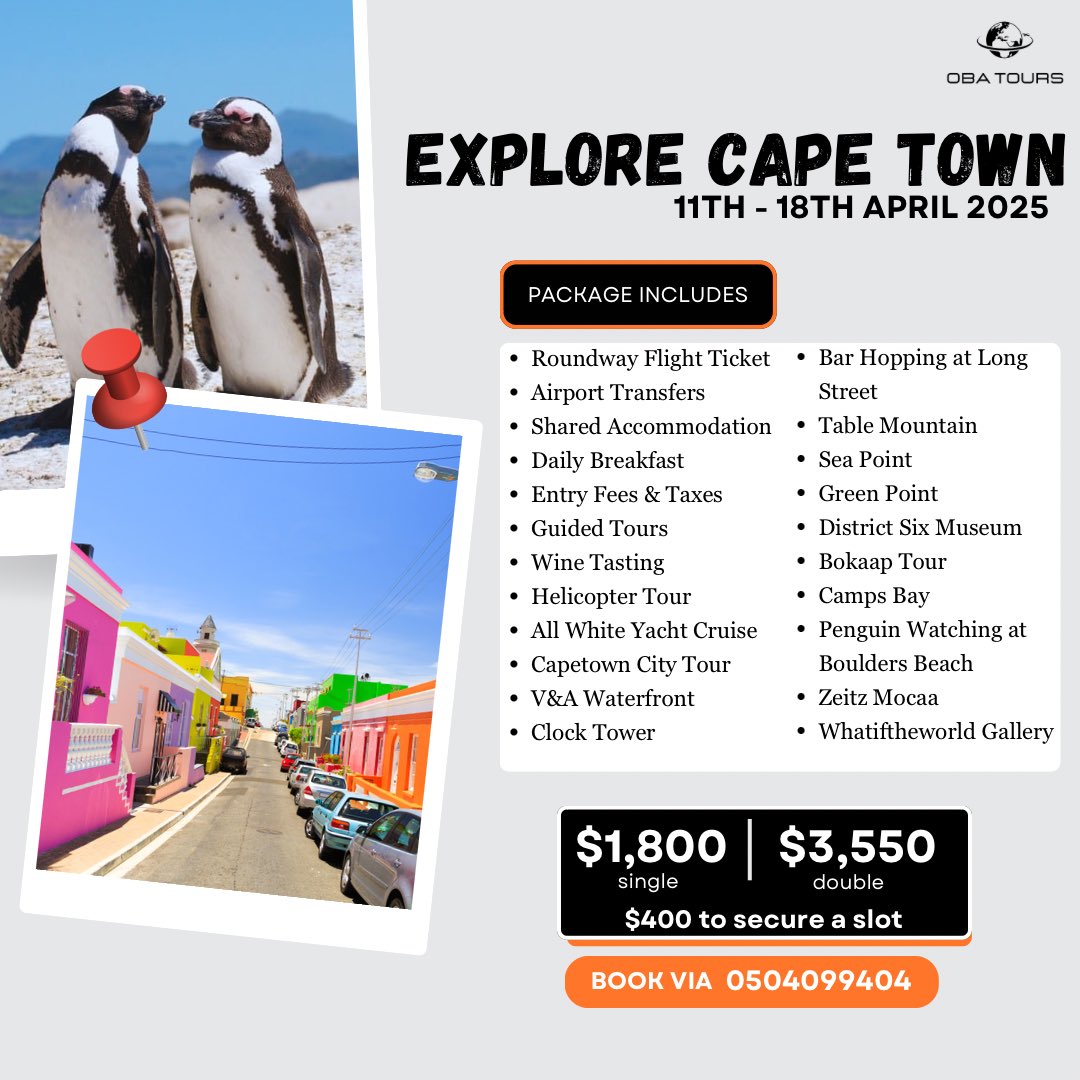 OBA TOURS
EXPLORE CAPE TOWN
11TH - 18TH APRIL 2025
PACKAGE INCLUDES
• Roundway Flight Ticket
• Airport Transfers
• Shared Accommodation
• Daily Breakfast
• Entry Fees & Taxes
• Guided Tours
• Wine Tasting
• Helicopter Tour
• All White Yacht Cruise
• Capetown City Tour
• V&A Waterfront
• Clock Tower
• Bar Hopping at Long
Street
• Table Mountain
• Sea Point
• Green Point
• District Six Museum
• Bokaap Tour
• Camps Bay
• Penguin Watching at
Boulders Beach
• Zeitz Mocaa
• Whatiftheworld Gallery
$1,800 | $3,550
single double
$400 to secure a slot
BOOK VIA 0504099404